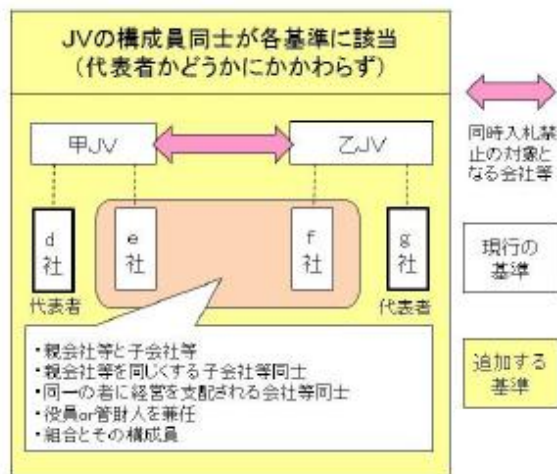 JVの構成員同士が各基準に該当
（代表者かどうかにかかわらず）
甲JV
乙JV
同時入札禁
止の対象と
なる会社等
d社
e社
f社
g社
代表者
代表者
現行の
基準
・親会社等と子会社等
・親会社等を同じくする子会社等同士
・同一の者に経営を支配される会社等同士
・役員or管財人を兼任
・組合とその構成員
追加する
基準